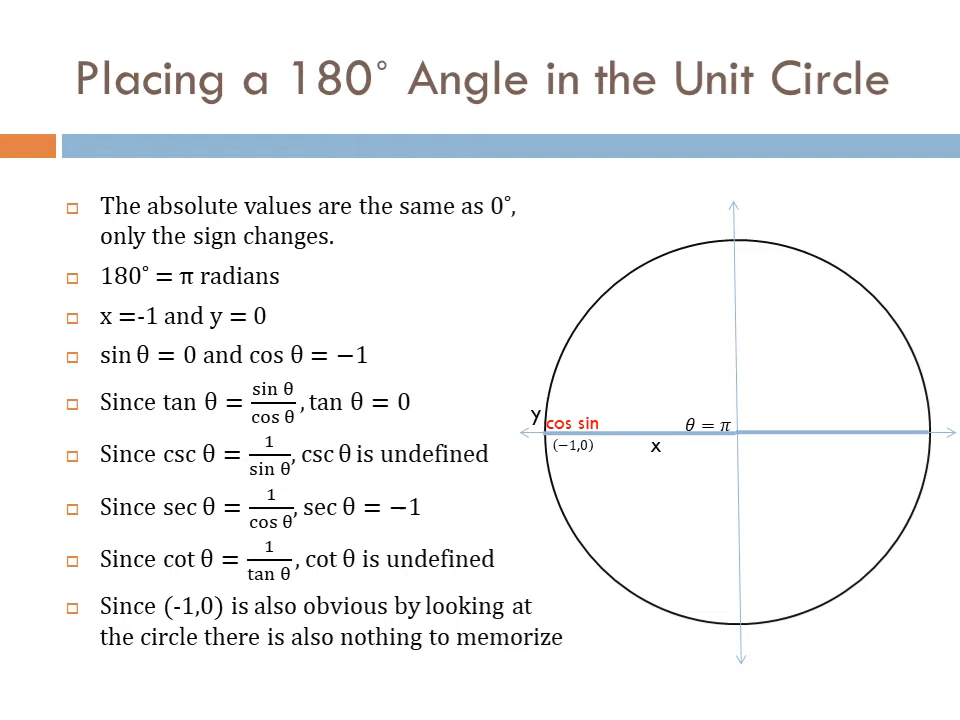 Placing a 180° Angle in the Unit Circle
The absolute values are the same as 0°,
only the sign changes.
180° = π radians
x =-1 and y = 0
sin θ = 0 and cos θ = −1
Since tan θ = sin θ / cos θ , tan θ = 0
Since csc θ = 1 / sin θ, csc θ is undefined
Since sec θ = 1 / cos θ, sec θ = −1
Since cot θ = 1 / tan θ , cot θ is undefined
Since (-1,0) is also obvious by looking at
the circle there is also nothing to memorize
y
cos sin
θ = π
(−1,0)
x